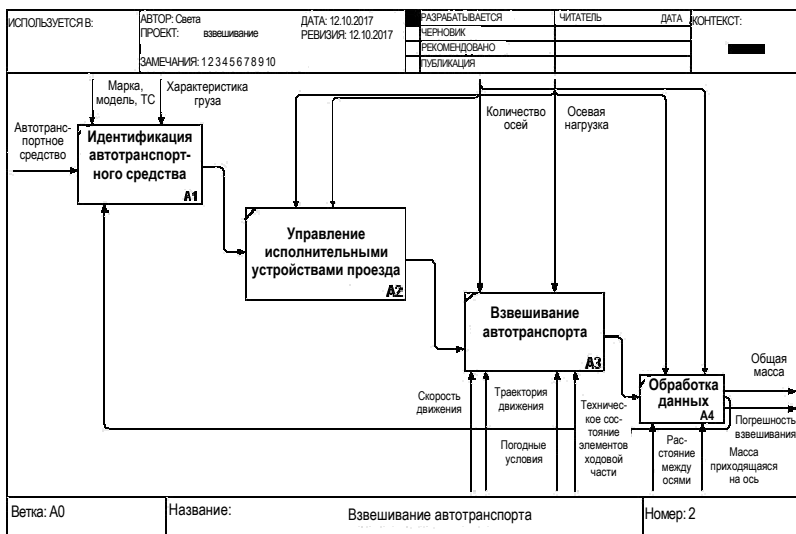 ИСПОЛЬЗУЕТСЯ В:
АВТОР: Света
ДАТА: 12.10.2017
ПРОЕКТ: взвешивание
РЕВИЗИЯ: 12.10.2017
ЗАМЕЧАНИЯ: 1 2 3 4 5 6 7 8 9 10
РАЗРАБАТЫВАЕТСЯ
ЧЕРНОВИК
РЕКОМЕНДОВАНО
ПУБЛИКАЦИЯ
ЧИТАТЕЛЬ
ДАТА
КОНТЕКСТ:
Марка,
модель, ТС
Характеристика
груза
Автотранс-
портное
средство
Идентификация
автотранспорт-
ного средства
A1
Количество
осей
Осевая
нагрузка
Управление
исполнительными
устройствами проезда
A2
Взвешивание
автотранспорта
A3
Обработка
данных
A4
Общая
масса
Погрешность
взвешивания
Скорость
движения
Траектория
движения
Погодные
условия
Техничес-
кое сос-
тояние
элементов
ходовой
части
Рас-
стояние
между
осями
Масса
приходящаяся
на ось
Ветка: A0
Название:
Взвешивание автотранспорта
Номер: 2